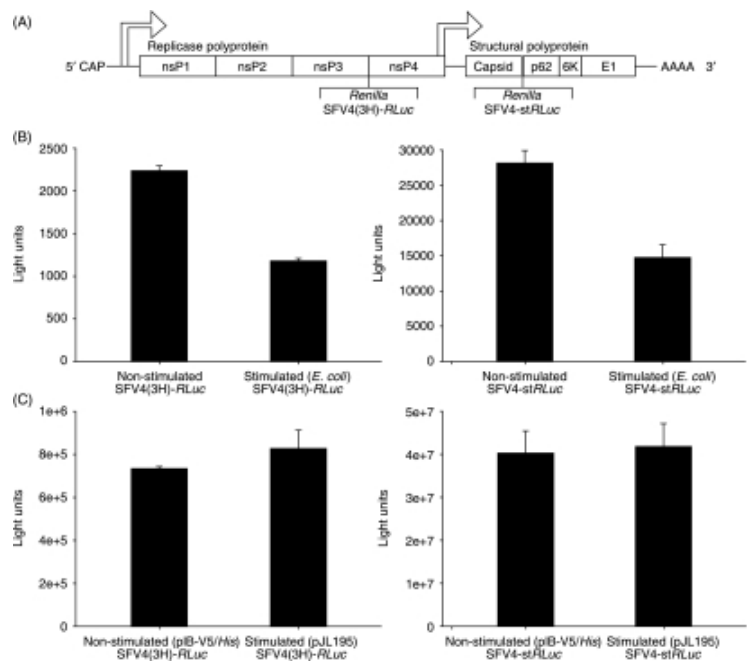 (A)
Replicase polyprotein Structural polyprotein
5′ CAP nsP1 nsP2 nsP3 nsP4 Capsid p62 6K E1 AAAA 3′
Renilla Renilla
SFV4(3H)-RLuc SFV4-stRLuc
(B)
2500
2000
1500
1000
500
0
Light units
Non-stimulated Stimulated (E. coli)
SFV4(3H)-RLuc SFV4(3H)-RLuc
30000
25000
20000
15000
10000
5000
0
Light units
Non-stimulated Stimulated (E. coli)
SFV4-stRLuc SFV4-stRLuc
(C)
1e+6
8e+5
6e+5
4e+5
2e+5
0
Light units
Non-stimulated (pIB-V5/His) Stimulated (pJL195)
SFV4(3H)-RLuc SFV4(3H)-RLuc
5e+7
4e+7
3e+7
2e+7
1e+7
0
Light units
Non-stimulated (pIB-V5/His) Stimulated (pJL195)
SFV4-stRLuc SFV4-stRLuc